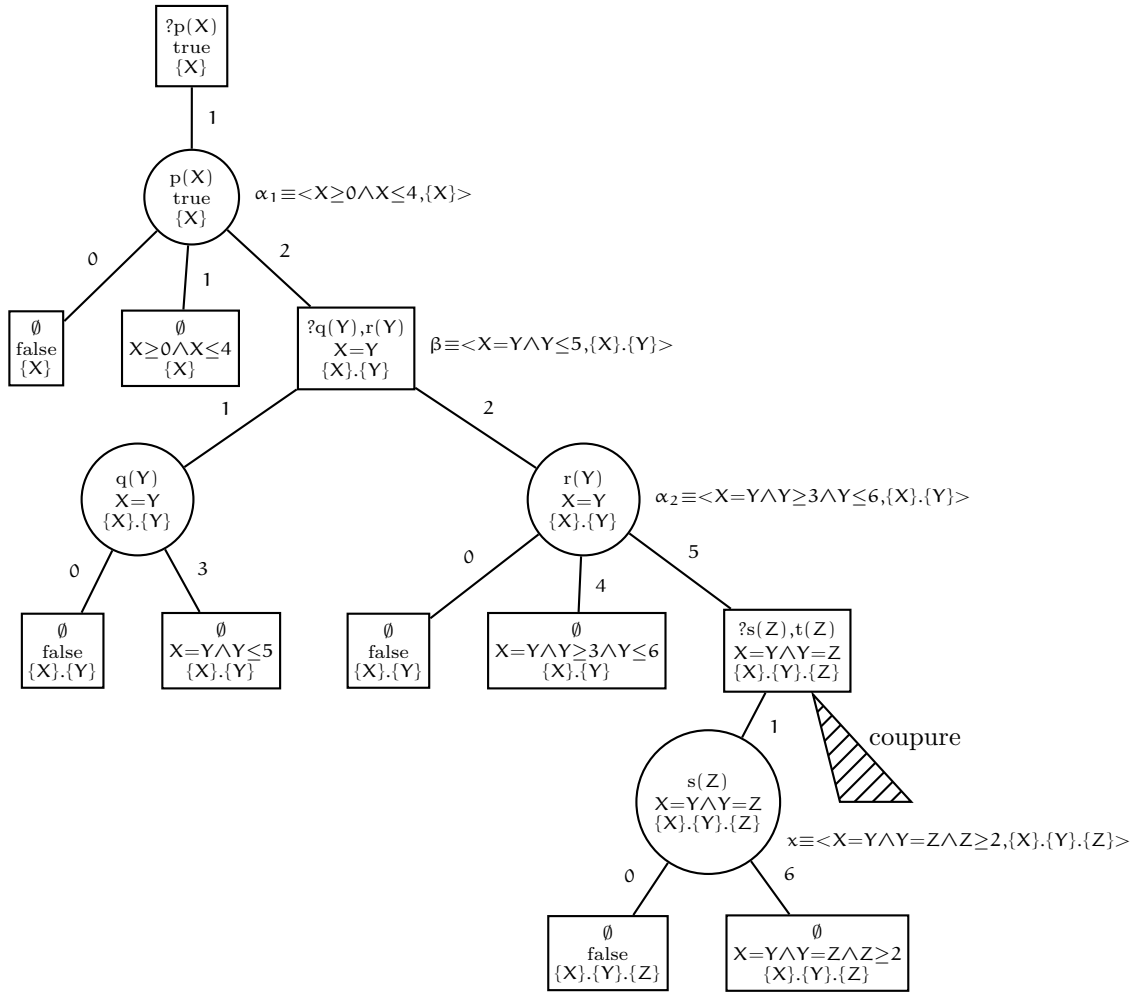 ?p(X)
true
{X}
1
p(X)
true
{X}
α₁≡<X≥0∧X≤4,{X}>
0
1
2
∅
false
{X}
∅
X≥0∧X≤4
{X}
?q(Y),r(Y)
X=Y
{X}.{Y}
β≡<X=Y∧Y≤5,{X}.{Y}>
1
2
q(Y)
X=Y
{X}.{Y}
r(Y)
X=Y
{X}.{Y}
α₂≡<X=Y∧Y≥3∧Y≤6,{X}.{Y}>
0
3
0
4
5
∅
false
{X}.{Y}
∅
X=Y∧Y≤5
{X}.{Y}
∅
false
{X}.{Y}
∅
X=Y∧Y≥3∧Y≤6
{X}.{Y}
?s(Z),t(Z)
X=Y∧Y=Z
{X}.{Y}.{Z}
1
coupure
s(Z)
X=Y∧Y=Z
{X}.{Y}.{Z}
x≡<X=Y∧Y=Z∧Z≥2,{X}.{Y}.{Z}>
0
6
∅
false
{X}.{Y}.{Z}
∅
X=Y∧Y=Z∧Z≥2
{X}.{Y}.{Z}